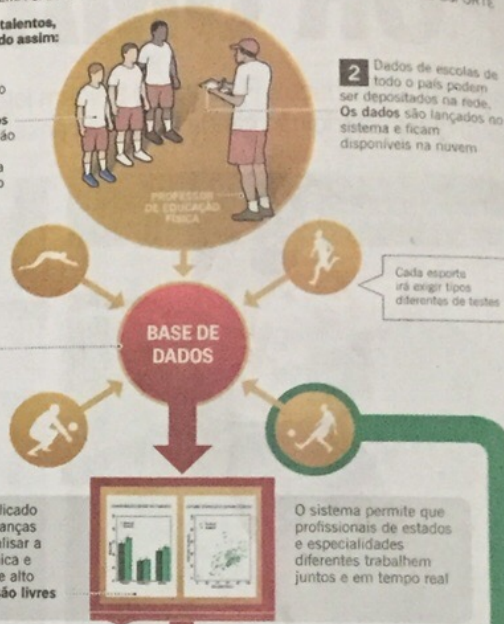 talentos,
do assim:
2 Dados de escolas de
todo o país podem
ser depositados na rede.
Os dados são lançados no
sistema e ficam
disponíveis na nuvem
PROFESSOR
DE EDUCAÇÃO
FÍSICA
Cada esporte
irá exigir tipos
diferentes de testes
BASE DE
DADOS
licado
anças
lisar a
ica e
e alto
são livres
O sistema permite que
profissionais de estados
e especialidades
diferentes trabalhem
juntos e em tempo real